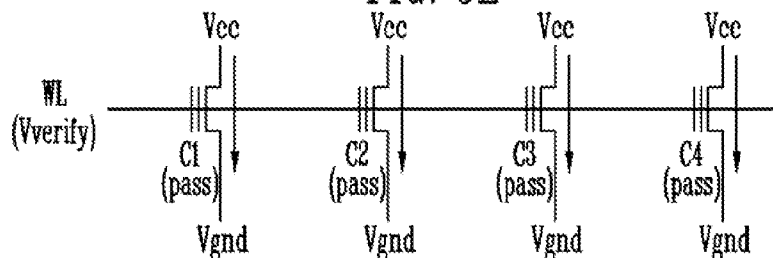 Vcc Vcc Vcc Vcc
WL
(Vverify)
C1 C2 C3 C4
(pass) (pass) (pass) (pass)
Vgnd Vgnd Vgnd Vgnd